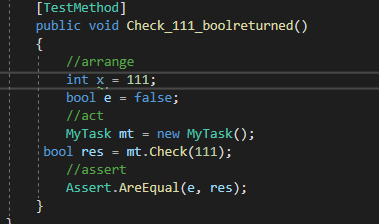 [TestMethod]
public void Check_111_boolreturned()
{
//arrange
int x = 111;
bool e = false;
//act
MyTask mt = new MyTask();
bool res = mt.Check(111);
//assert
Assert.AreEqual(e, res);
}